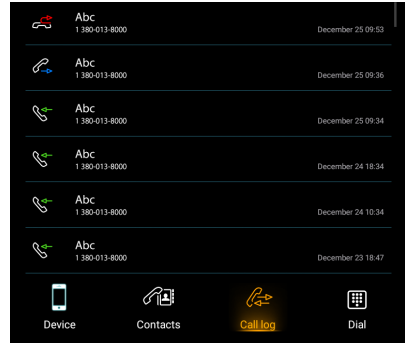 Abc
1 380-013-8000
December 25 09:53
Abc
1 380-013-8000
December 25 09:36
Abc
1 380-013-8000
December 25 09:34
Abc
1 380-013-8000
December 24 18:34
Abc
1 380-013-8000
December 24 10:34
Abc
1 380-013-8000
December 23 18:47
Device Contacts Call log Dial